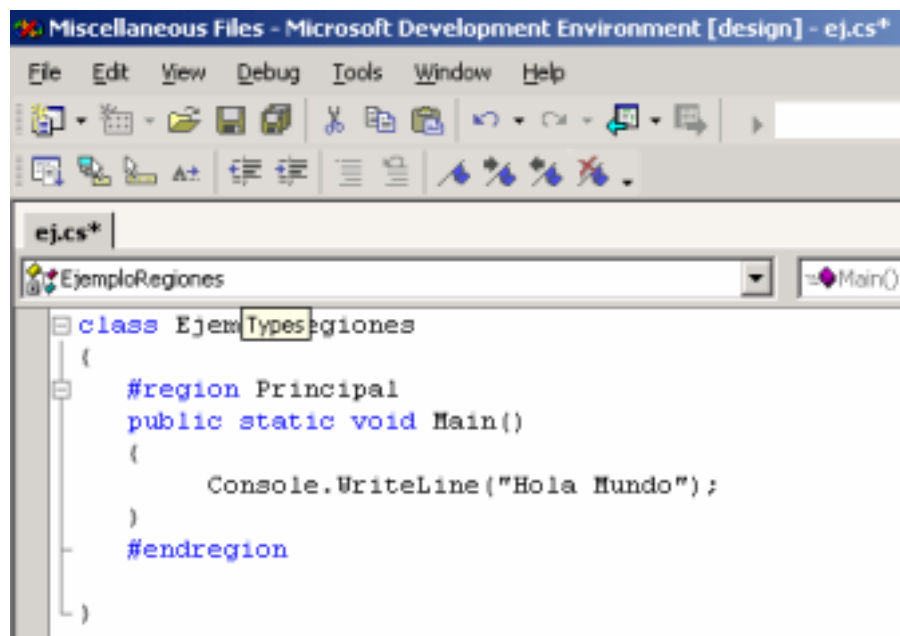 Miscellaneous Files - Microsoft Development Environment [design] - ej.cs*
File Edit View Debug Tools Window Help
ej.cs*
EjemploRegiones Main()
class Ejem Types egiones
{
#region Principal
public static void Main()
{
Console.WriteLine("Hola Mundo");
}
#endregion
}